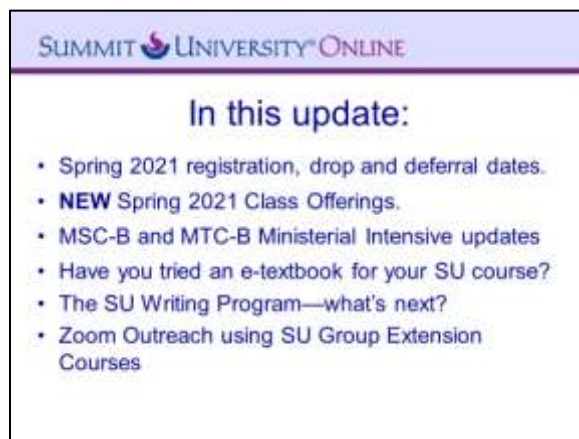 SUMMIT UNIVERSITY ONLINE
In this update:
• Spring 2021 registration, drop and deferral dates.
• NEW Spring 2021 Class Offerings.
• MSC-B and MTC-B Ministerial Intensive updates
• Have you tried an e-textbook for your SU course?
• The SU Writing Program—what's next?
• Zoom Outreach using SU Group Extension
Courses